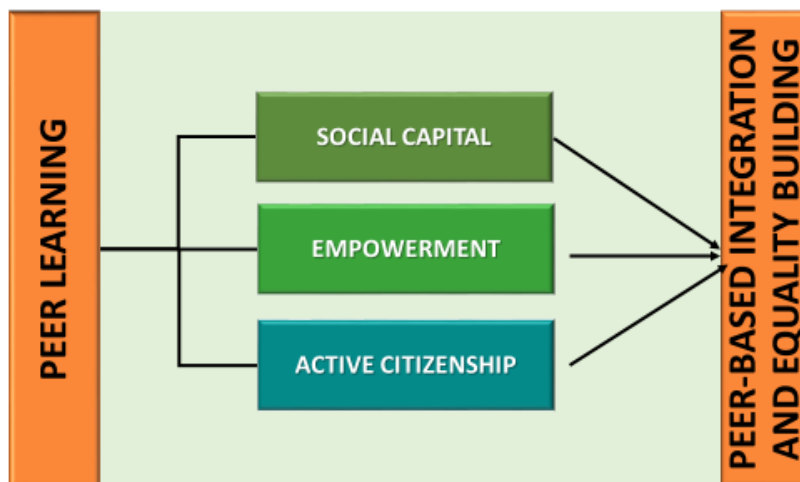 PEER LEARNING
SOCIAL CAPITAL
EMPOWERMENT
ACTIVE CITIZENSHIP
PEER-BASED INTEGRATION
AND EQUALITY BUILDING